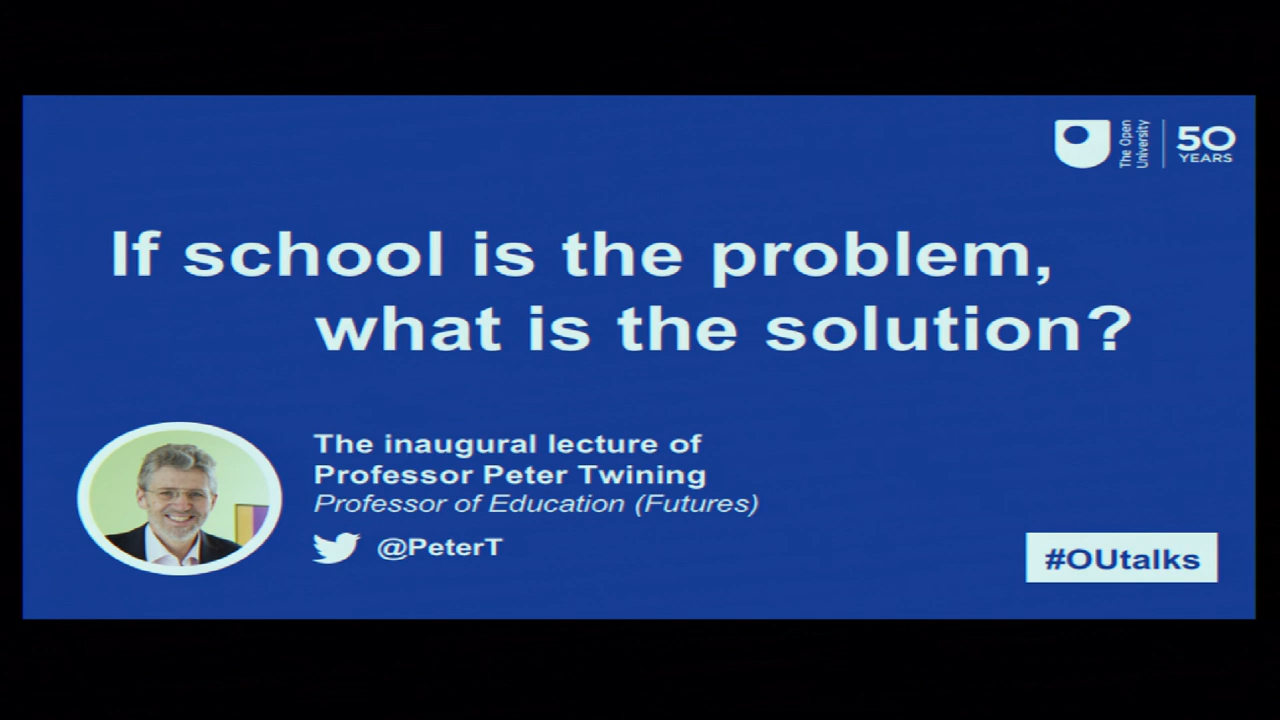 The Open
University
50
YEARS
If school is the problem,
what is the solution?
The inaugural lecture of
Professor Peter Twining
Professor of Education (Futures)
@PeterT
#OUtalks